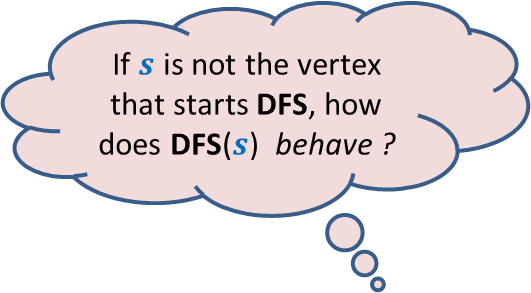 If s is not the vertex
that starts DFS, how
does DFS(s) behave ?